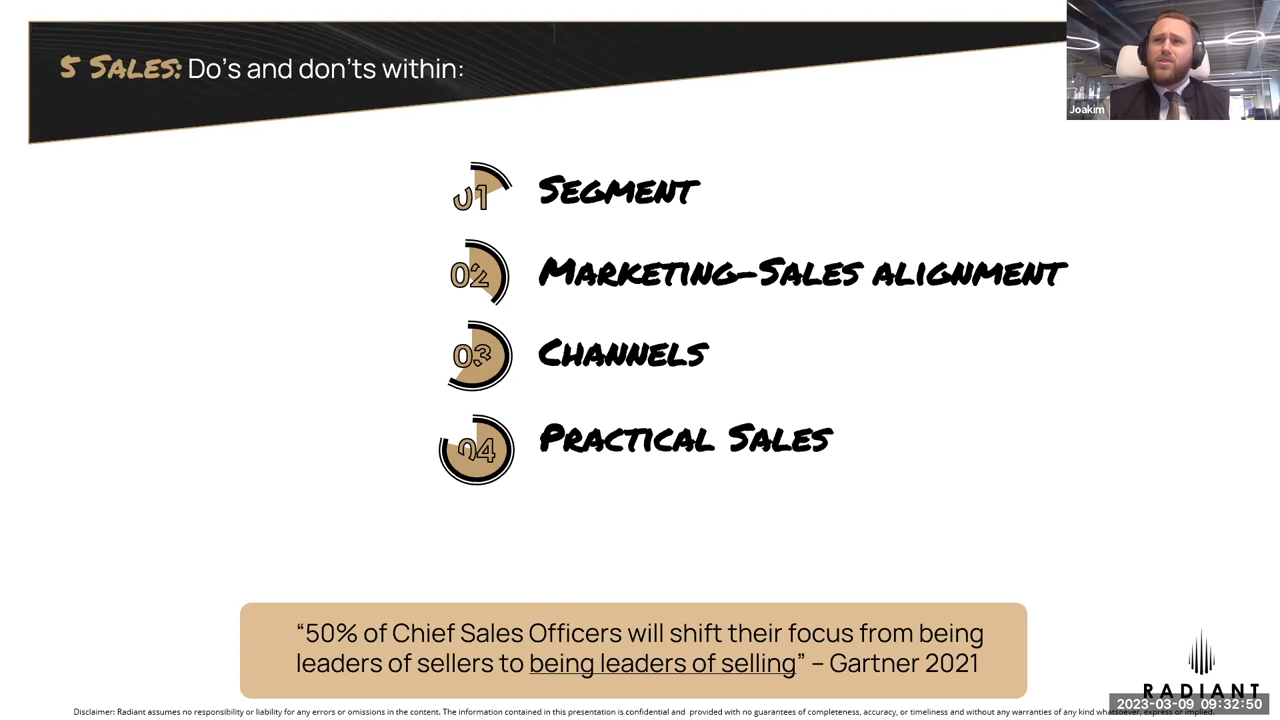 5 Sales: Do's and don'ts within:
Joakim
01 Segment
02 Marketing-Sales alignment
03 Channels
04 Practical Sales
“50% of Chief Sales Officers will shift their focus from being
leaders of sellers to being leaders of selling” – Gartner 2021
RADIANT
2023-03-09 09:32:50
Disclaimer: Radiant assumes no responsibility or liability for any errors or omissions in the content. The information contained in this presentation is confidential and provided with no guarantees of completeness, accuracy, or timeliness and without any warranties of any kind whatsoever, express or implied.